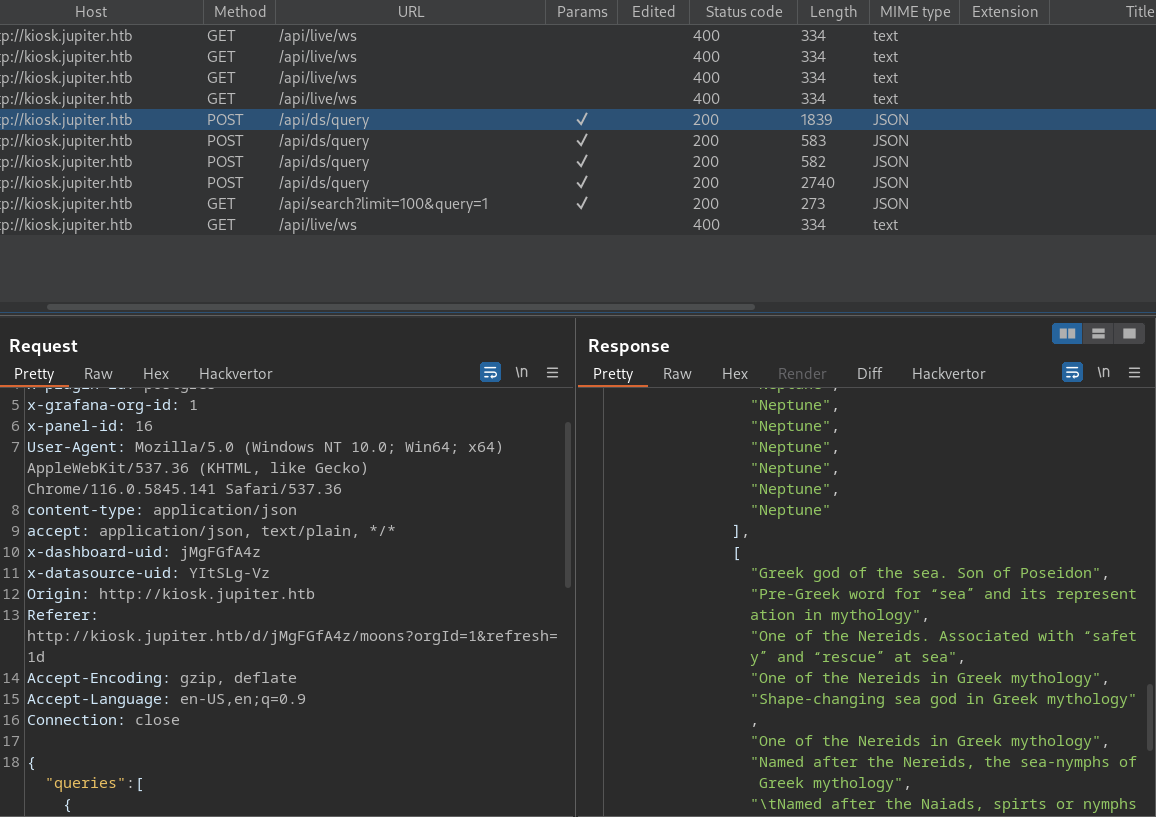 Host Method URL Params Edited Status code Length MIME type Extension Title
tp://kiosk.jupiter.htb GET /api/live/ws 400 334 text
tp://kiosk.jupiter.htb GET /api/live/ws 400 334 text
tp://kiosk.jupiter.htb GET /api/live/ws 400 334 text
tp://kiosk.jupiter.htb GET /api/live/ws 400 334 text
tp://kiosk.jupiter.htb POST /api/ds/query ✓ 200 1839 JSON
tp://kiosk.jupiter.htb POST /api/ds/query ✓ 200 583 JSON
tp://kiosk.jupiter.htb POST /api/ds/query ✓ 200 582 JSON
tp://kiosk.jupiter.htb POST /api/ds/query ✓ 200 2740 JSON
tp://kiosk.jupiter.htb GET /api/search?limit=100&query=1 ✓ 200 273 JSON
tp://kiosk.jupiter.htb GET /api/live/ws 400 334 text
Request
Pretty Raw Hex Hackvertor \n
4 x-plugin-id: postgres
5 x-grafana-org-id: 1
6 x-panel-id: 16
7 User-Agent: Mozilla/5.0 (Windows NT 10.0; Win64; x64)
AppleWebKit/537.36 (KHTML, like Gecko)
Chrome/116.0.5845.141 Safari/537.36
8 content-type: application/json
9 accept: application/json, text/plain, */*
10 x-dashboard-uid: jMgFGfA4z
11 x-datasource-uid: YItSLg-Vz
12 Origin: http://kiosk.jupiter.htb
13 Referer:
http://kiosk.jupiter.htb/d/jMgFGfA4z/moons?orgId=1&refresh=
1d
14 Accept-Encoding: gzip, deflate
15 Accept-Language: en-US,en;q=0.9
16 Connection: close
17
18 {
"queries":[
{
Response
Pretty Raw Hex Render Diff Hackvertor \n
"Neptune",
"Neptune",
"Neptune",
"Neptune",
"Neptune",
"Neptune",
"Neptune"
],
[
"Greek god of the sea. Son of Poseidon",
"Pre-Greek word for “sea” and its represent
ation in mythology",
"One of the Nereids. Associated with “safet
y” and “rescue” at sea",
"One of the Nereids in Greek mythology",
"Shape-changing sea god in Greek mythology"
,
"One of the Nereids in Greek mythology",
"Named after the Nereids, the sea-nymphs of
Greek mythology",
"\tNamed after the Naiads, spirts or nymphs